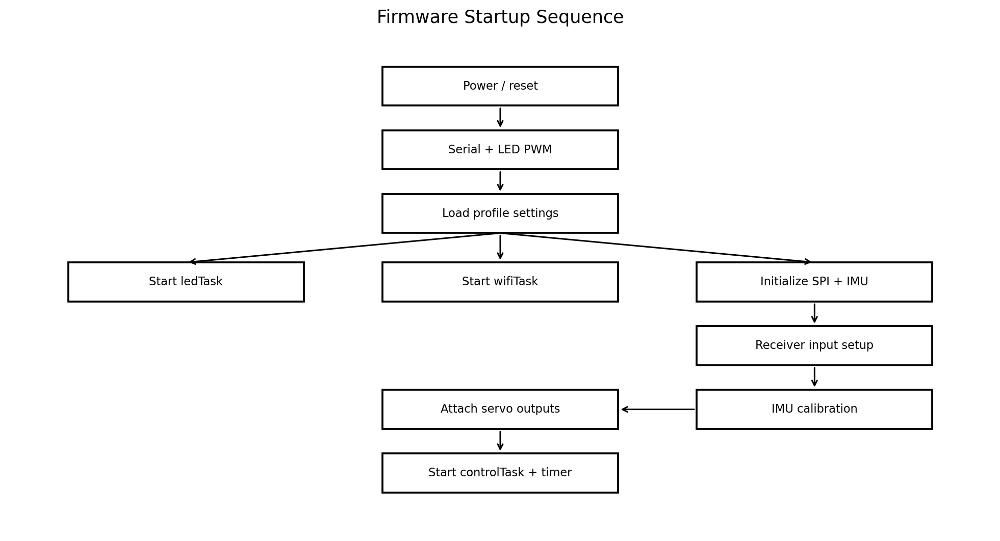 Firmware Startup Sequence
Power / reset
Serial + LED PWM
Load profile settings
Start ledTask
Start wifiTask
Initialize SPI + IMU
Receiver input setup
Attach servo outputs
IMU calibration
Start controlTask + timer